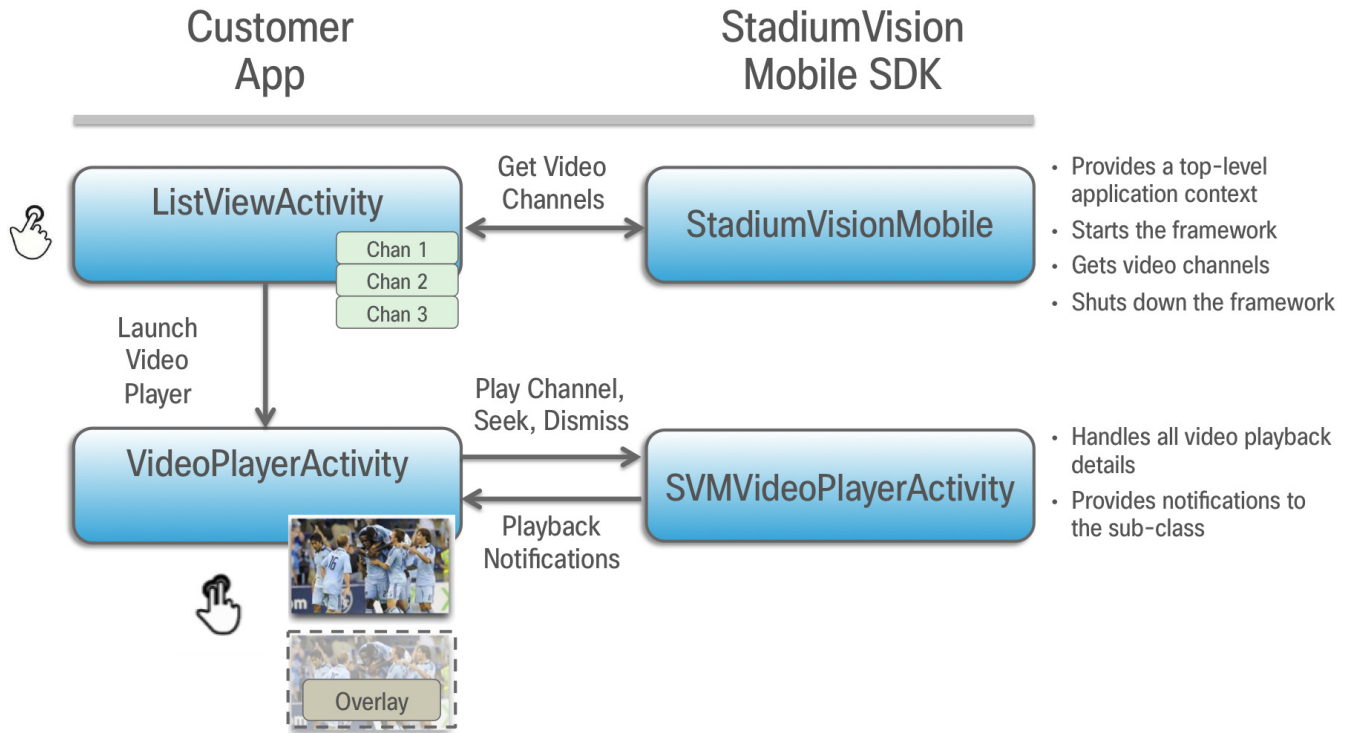 Customer
App
StadiumVision
Mobile SDK
ListViewActivity
Chan 1
Chan 2
Chan 3
Get Video
Channels
StadiumVisionMobile
• Provides a top-level
application context
• Starts the framework
• Gets video channels
• Shuts down the framework
Launch
Video
Player
VideoPlayerActivity
Play Channel,
Seek, Dismiss
Playback
Notifications
SVMVideoPlayerActivity
• Handles all video playback
details
• Provides notifications to
the sub-class
16
om
Overlay